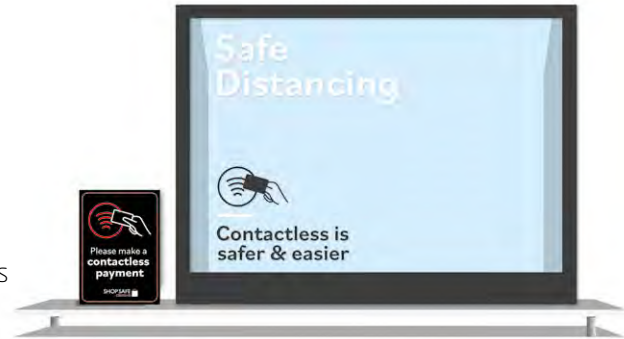 Safe
Distancing
Contactless is
safer & easier
Please make a
contactless
payment
SHOPSAFE
S